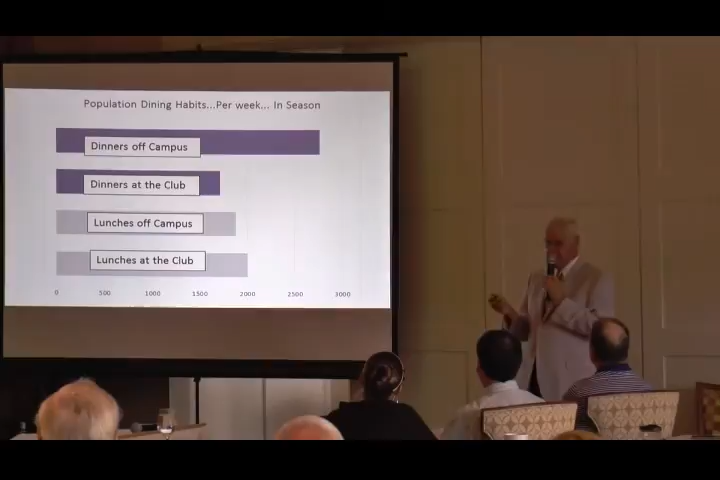 Population Dining Habits...Per week... In Season
Dinners off Campus
Dinners at the Club
Lunches off Campus
Lunches at the Club
0 500 1000 1500 2000 2500 3000